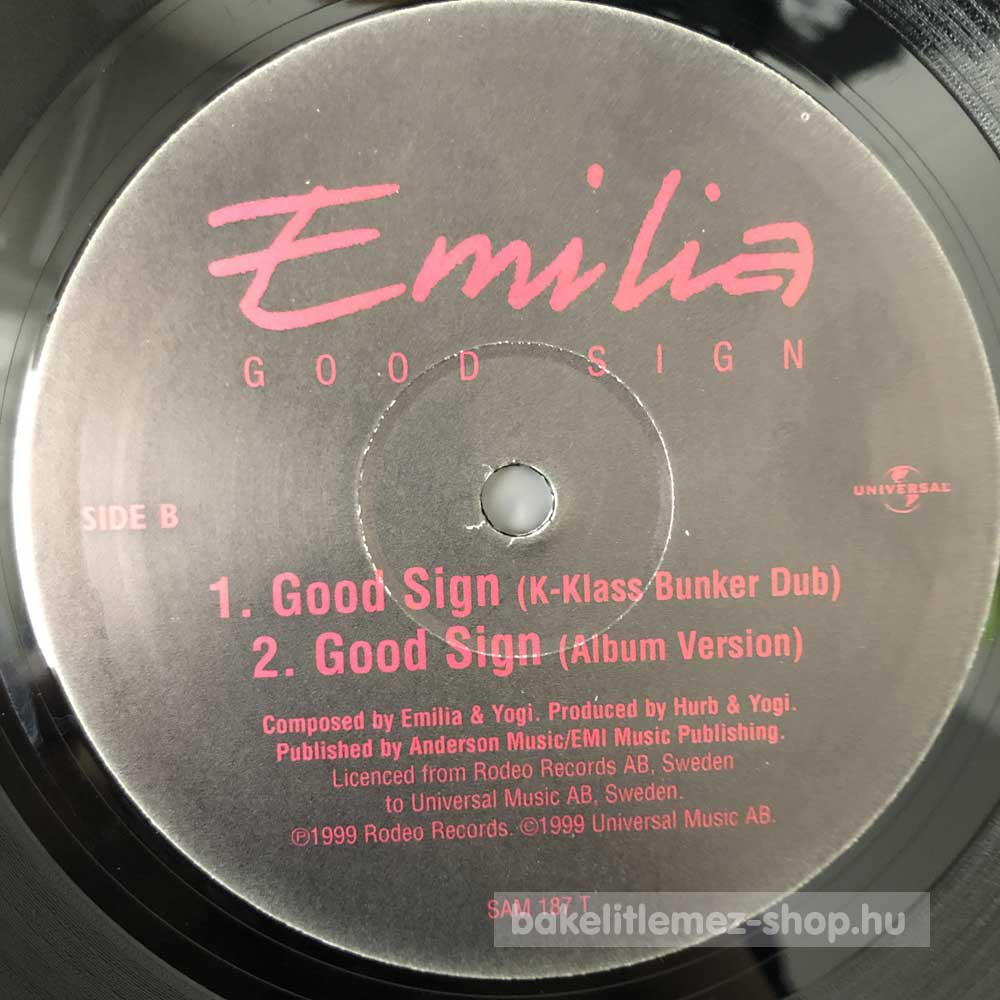 Emilia
GOOD SIGN
SIDE B
UNIVERSAL
1. Good Sign (K-Klass Bunker Dub)
2. Good Sign (Album Version)
Composed by Emilia & Yogi. Produced by Hurb & Yogi.
Published by Anderson Music/EMI Music Publishing.
Licenced from Rodeo Records AB, Sweden
to Universal Music AB, Sweden.
℗1999 Rodeo Records. ©1999 Universal Music AB.
SAM 187 T
bakelitlemez-shop.hu